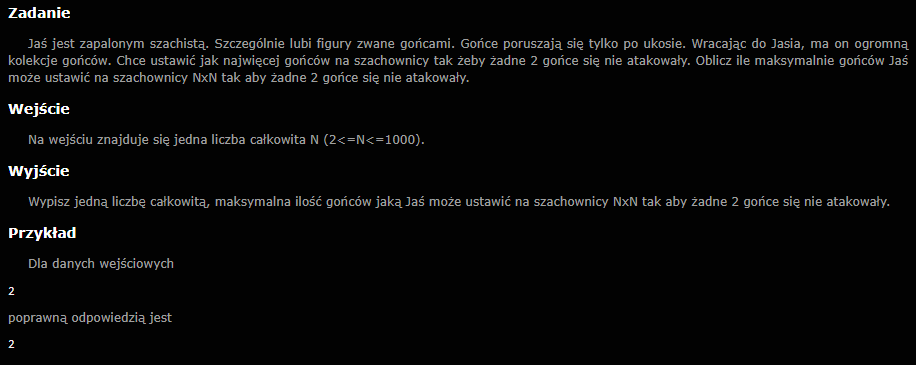 Zadanie
Jaś jest zapalonym szachistą. Szczególnie lubi figury zwane gońcami. Gońce poruszają się tylko po ukosie. Wracając do Jasia, ma on ogromną
kolekcje gońców. Chce ustawić jak najwięcej gońców na szachownicy tak żeby żadne 2 gońce się nie atakowały. Oblicz ile maksymalnie gońców Jaś
może ustawić na szachownicy NxN tak aby żadne 2 gońce się nie atakowały.
Wejście
Na wejściu znajduje się jedna liczba całkowita N (2<=N<=1000).
Wyjście
Wypisz jedną liczbę całkowitą, maksymalna ilość gońców jaką Jaś może ustawić na szachownicy NxN tak aby żadne 2 gońce się nie atakowały.
Przykład
Dla danych wejściowych
2
poprawną odpowiedzią jest
2